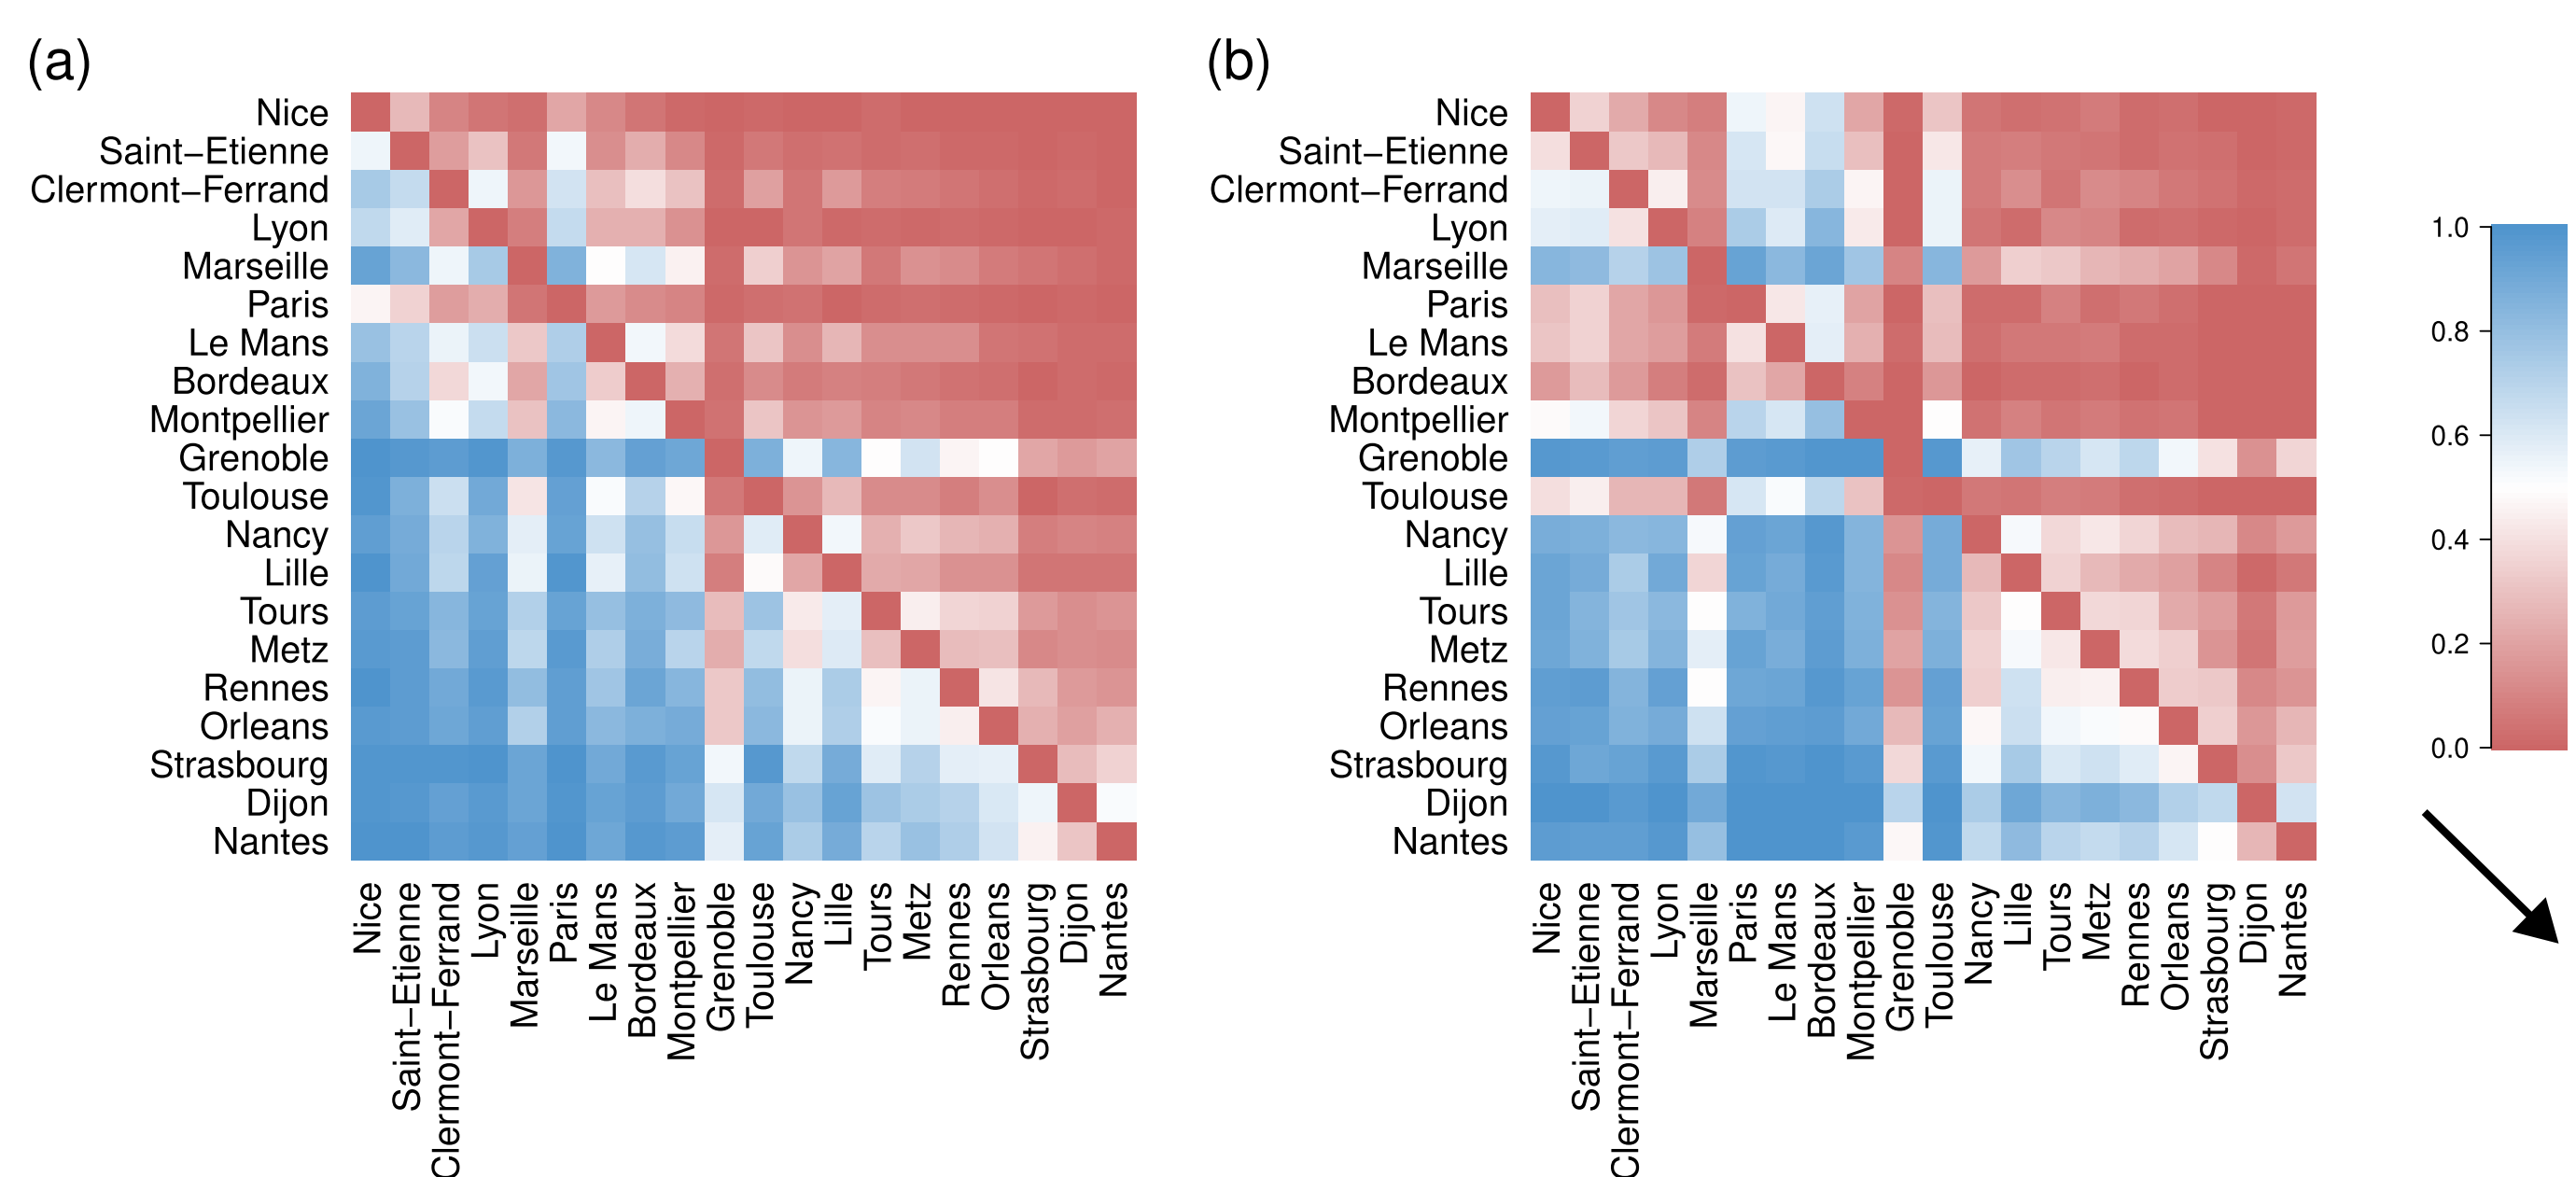 (a)
Nice
Saint−Etienne
Clermont−Ferrand
Lyon
Marseille
Paris
Le Mans
Bordeaux
Montpellier
Grenoble
Toulouse
Nancy
Lille
Tours
Metz
Rennes
Orleans
Strasbourg
Dijon
Nantes
Nice
Saint−Etienne
Clermont−Ferrand
Lyon
Marseille
Paris
Le Mans
Bordeaux
Montpellier
Grenoble
Toulouse
Nancy
Lille
Tours
Metz
Rennes
Orleans
Strasbourg
Dijon
Nantes
(b)
Nice
Saint−Etienne
Clermont−Ferrand
Lyon
Marseille
Paris
Le Mans
Bordeaux
Montpellier
Grenoble
Toulouse
Nancy
Lille
Tours
Metz
Rennes
Orleans
Strasbourg
Dijon
Nantes
Nice
Saint−Etienne
Clermont−Ferrand
Lyon
Marseille
Paris
Le Mans
Bordeaux
Montpellier
Grenoble
Toulouse
Nancy
Lille
Tours
Metz
Rennes
Orleans
Strasbourg
Dijon
Nantes
1.0
0.8
0.6
0.4
0.2
0.0